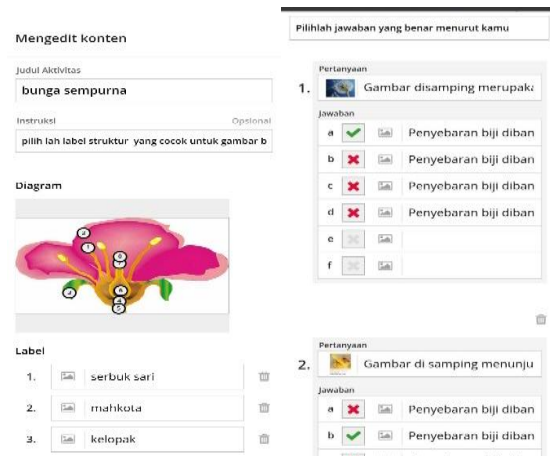 Mengedit konten
Judul Aktivitas
bunga sempurna
Instruksi Opsional
pilih lah label struktur yang cocok untuk gambar b
Diagram
2
1
3
Label
1. serbuk sari
2. mahkota
3. kelopak
Pilihlah jawaban yang benar menurut kamu
Pertanyaan
1. Gambar disamping merupaka
Jawaban
a Penyebaran biji diban
b Penyebaran biji diban
c Penyebaran biji diban
d Penyebaran biji diban
e
f
Pertanyaan
2. Gambar di samping menunju
Jawaban
a Penyebaran biji diban
b Penyebaran biji diban